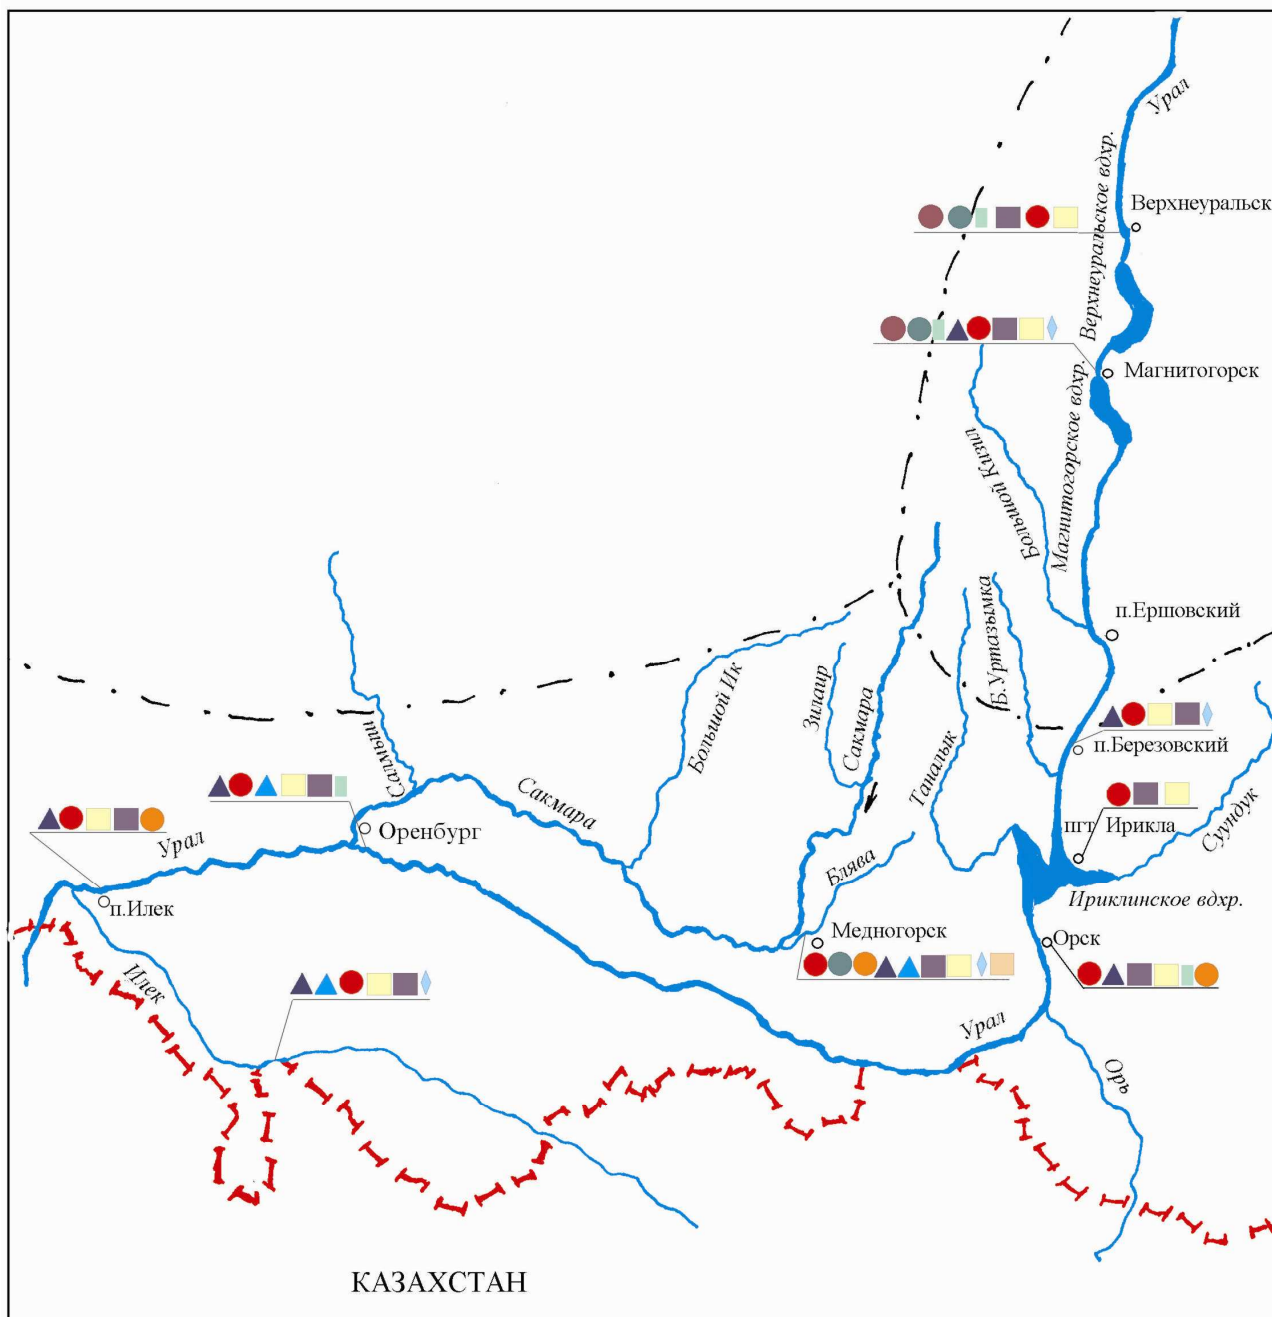 Урал
Верхнеуральское вдхр.
Верхнеуральск
Магнитогорск
Магнитогорское вдхр.
Большой Кизил
п.Ершовский
Б.Уртазымка
Большой Ик
Зилаир
Сакмара
Таналык
п.Березовский
Салмыш
Сакмара
пгт Ирикла
Суундук
Оренбург
Урал
Блява
Ириклинское вдхр.
п.Илек
Медногорск
Орск
Илек
Урал
Орь
КАЗАХСТАН